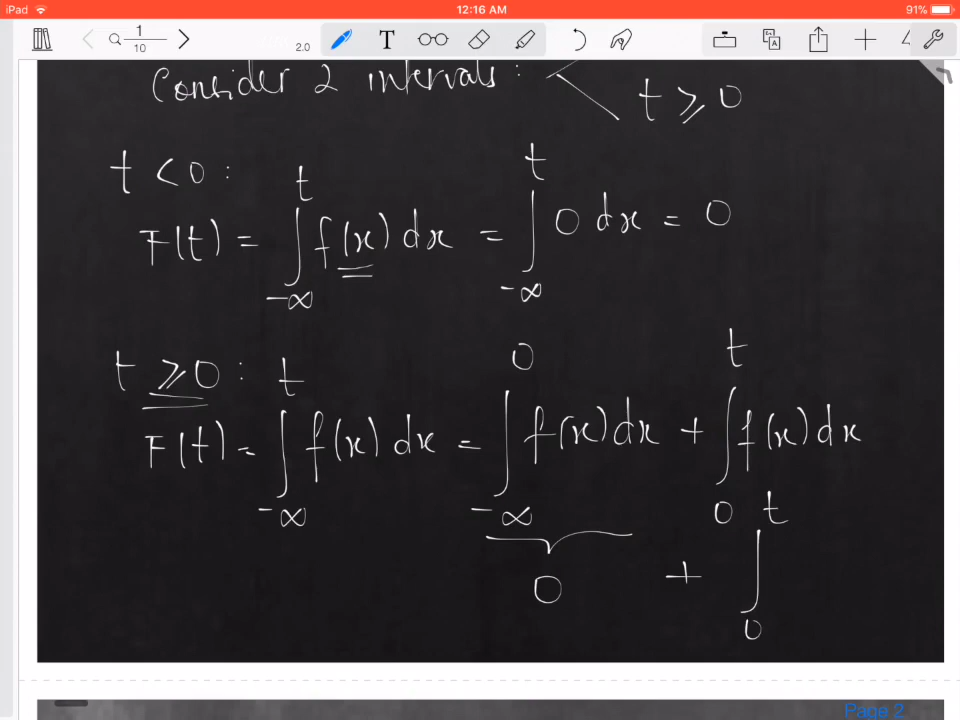 iPad 12:16 AM 91%
1/10 2.0 T
Consider 2 intervals :
t ⩾ 0
t < 0 :
F(t) = ∫_{-∞}^{t} f(x) dx = ∫_{-∞}^{t} 0 dx = 0
t ⩾ 0 :
F(t) = ∫_{-∞}^{t} f(x) dx = ∫_{-∞}^{0} f(x) dx + ∫_{0}^{t} f(x) dx
0 + ∫_{0}^{t}
Page 2